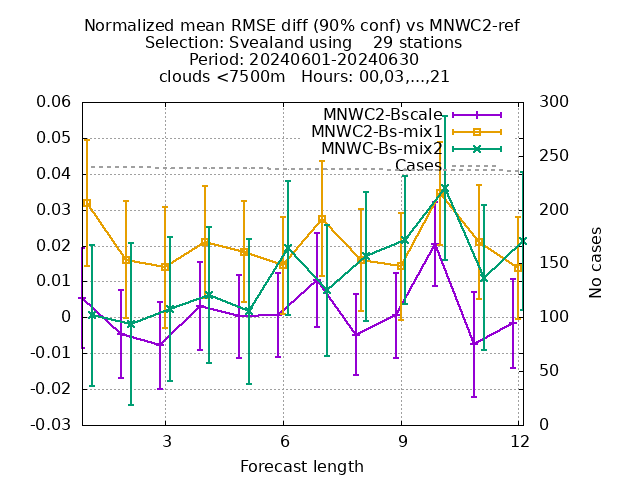 Normalized mean RMSE diff (90% conf) vs MNWC2-ref
Selection: Svealand using    29 stations
Period: 20240601-20240630
clouds <7500m   Hours: 00,03,...,21
MNWC2-Bscale
MNWC2-Bs-mix1
MNWC-Bs-mix2
Cases
0.06
0.05
0.04
0.03
0.02
0.01
0
-0.01
-0.02
-0.03
300
250
200
150
100
50
0
No cases
3
6
9
12
Forecast length